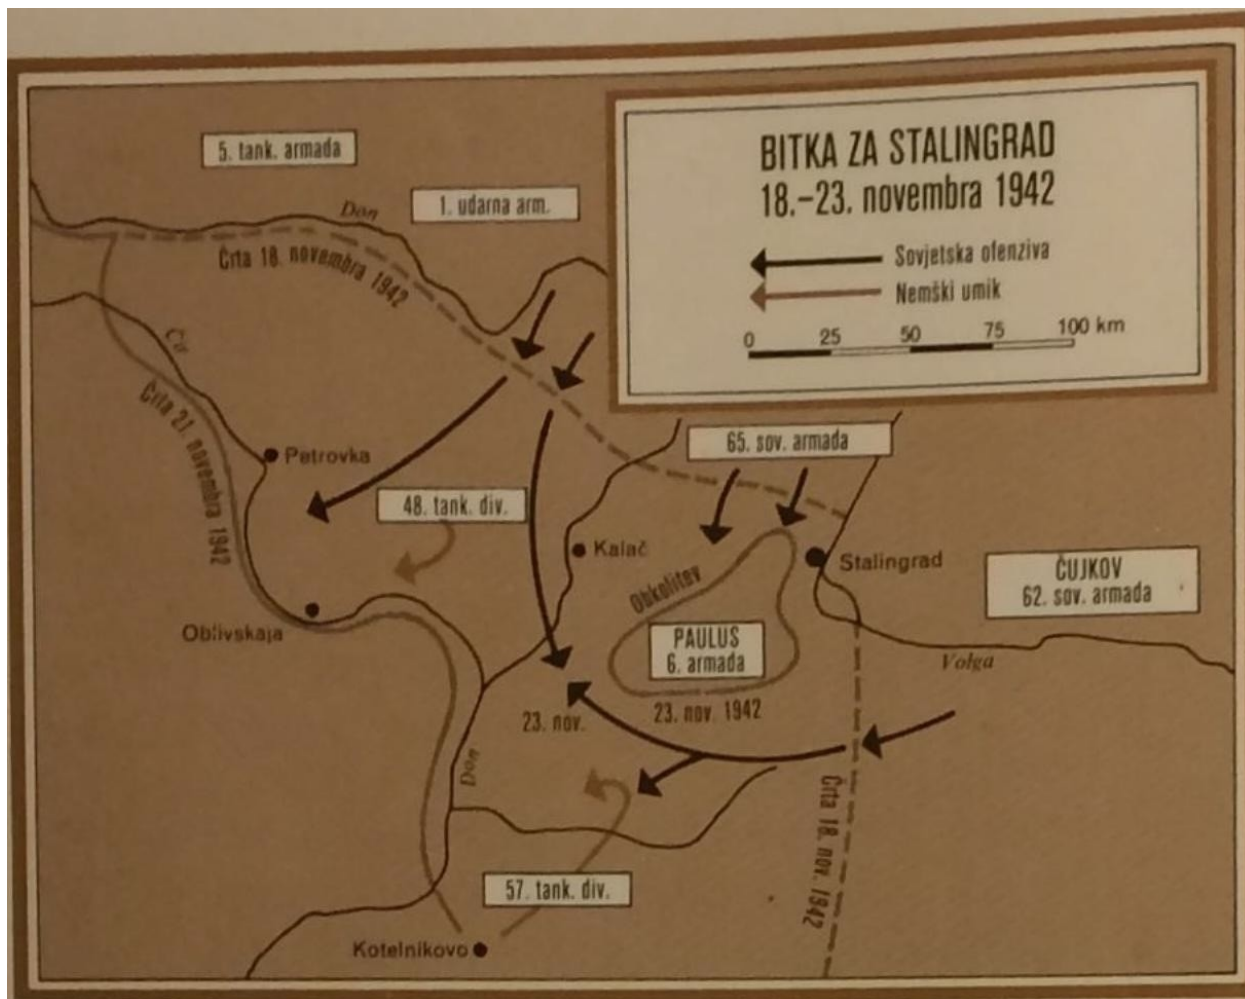 BITKA ZA STALINGRAD
18.–23. novembra 1942
Sovjetska ofenziva
Nemški umik
0 25 50 75 100 km
5. tank. armada
1. udarna arm.
Don
Črta 18. novembra 1942
Čir
Črta 21. novembra 1942
Petrovka
65. sov. armada
48. tank. div.
Kalač
Stalingrad
ČUJKOV
62. sov. armada
Obkolitev
Oblivskaja
PAULUS
6. armada
Volga
23. nov.
23. nov. 1942
Don
Črta 18. nov. 1942
57. tank. div.
Kotelnikovo